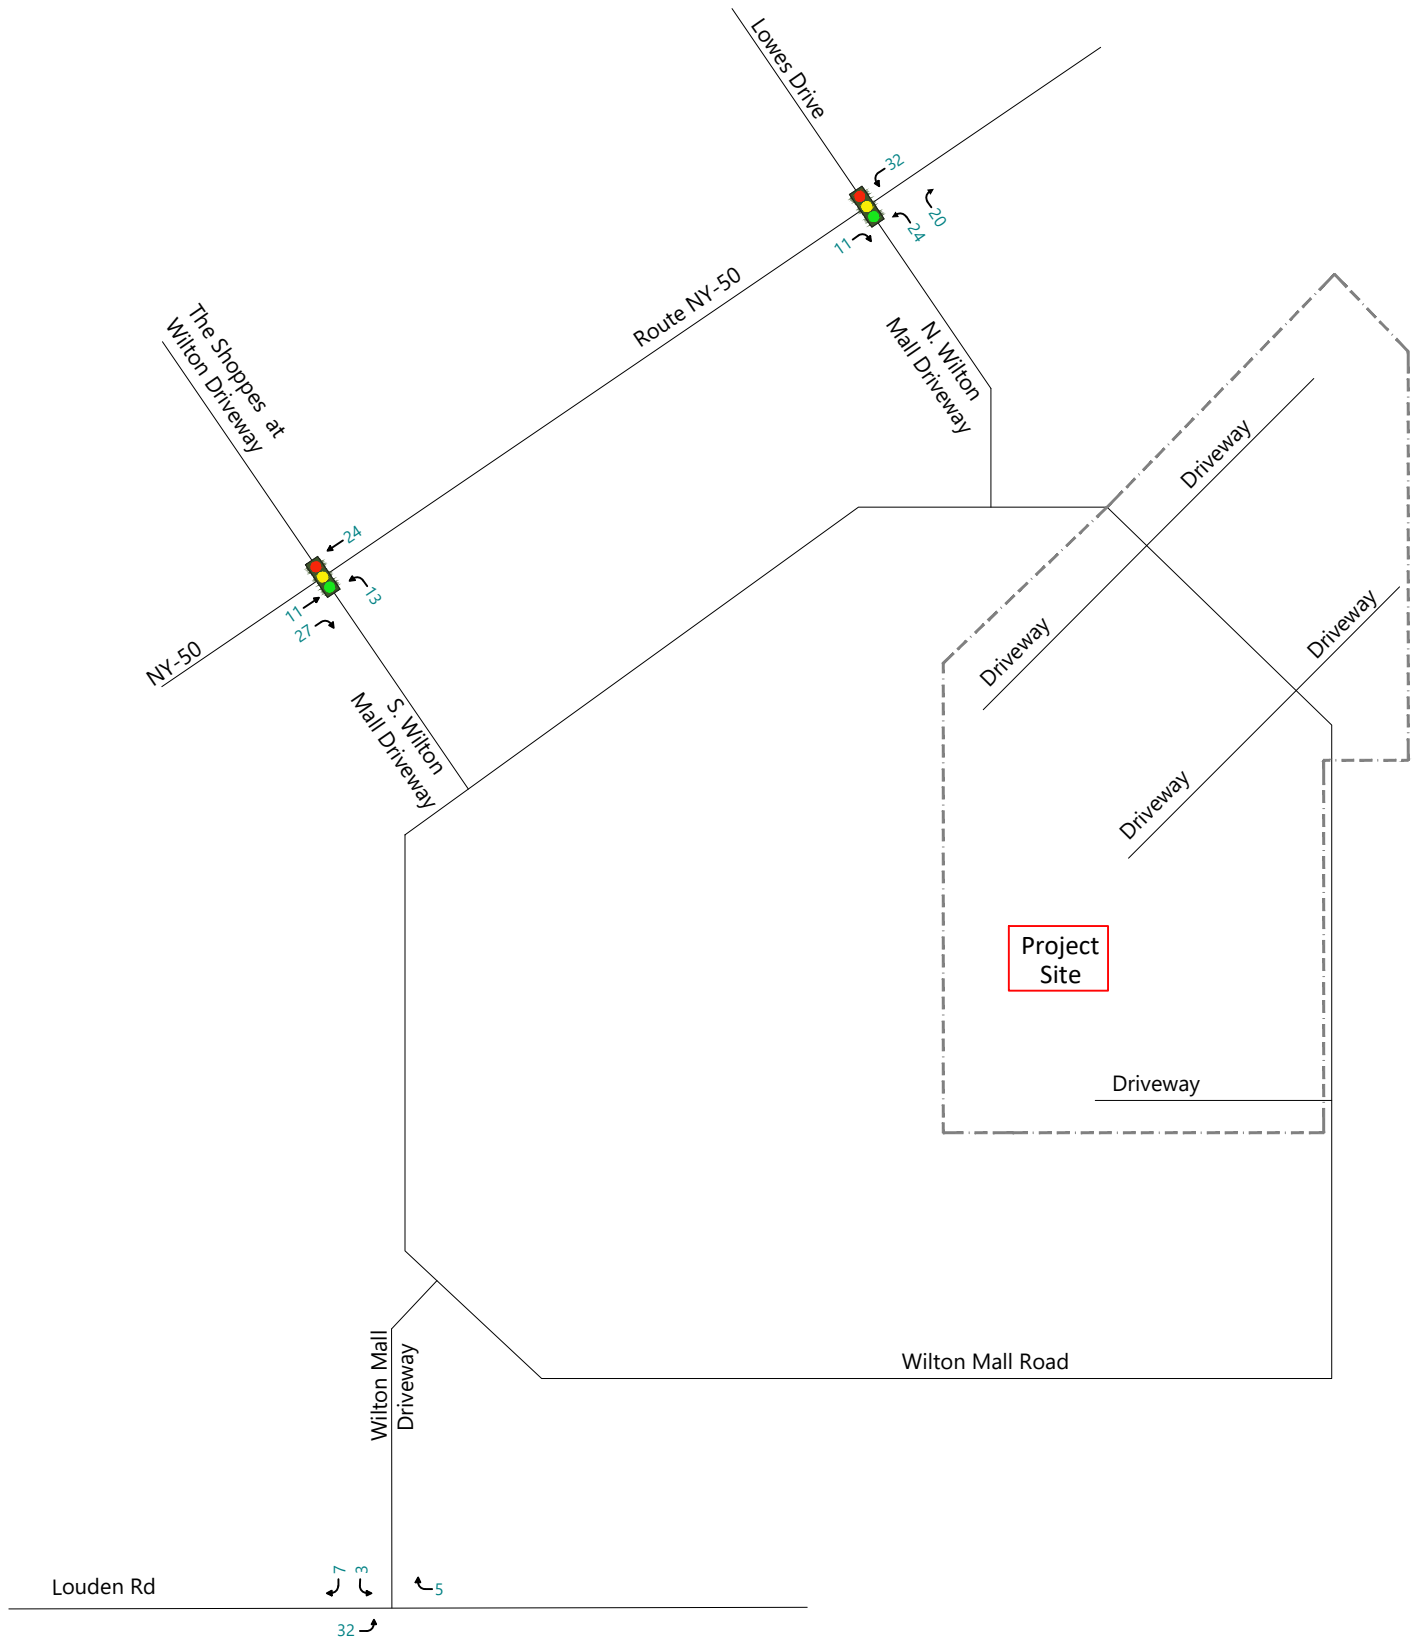 Lowes Drive
32
20
24
11
Route NY-50
N. Wilton
Mall Driveway
The Shoppes at
Wilton Driveway
24
13
11
27
NY-50
S. Wilton
Mall Driveway
Driveway
Driveway
Driveway
Driveway
Project
Site
Driveway
Wilton Mall Road
Wilton Mall
Driveway
Louden Rd
7
3
5
32